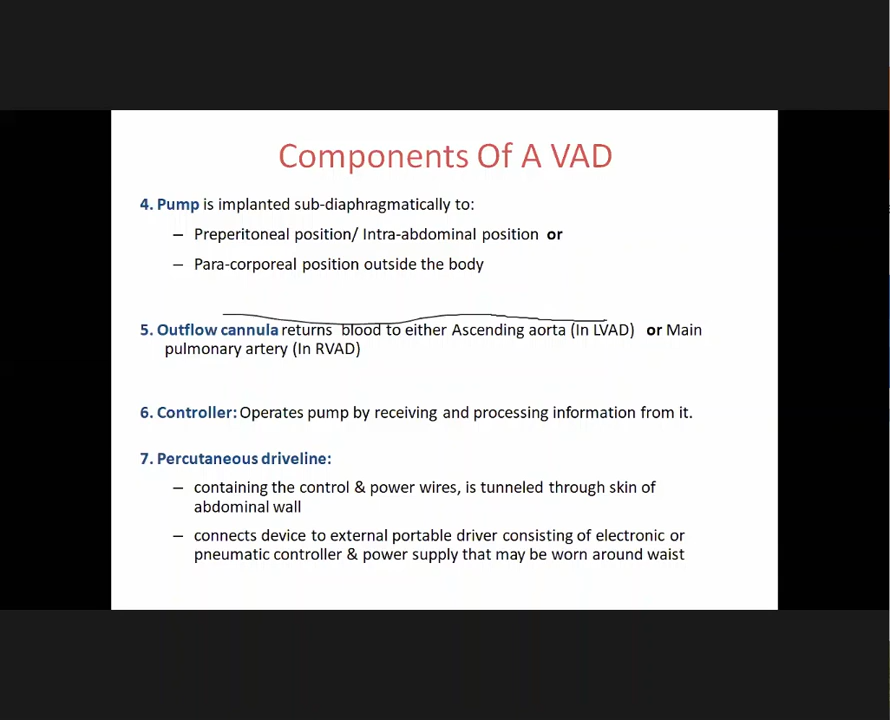 Components Of A VAD
4. Pump is implanted sub-diaphragmatically to:
– Preperitoneal position/ Intra-abdominal position or
– Para-corporeal position outside the body
5. Outflow cannula returns blood to either Ascending aorta (In LVAD) or Main
pulmonary artery (In RVAD)
6. Controller: Operates pump by receiving and processing information from it.
7. Percutaneous driveline:
– containing the control & power wires, is tunneled through skin of
abdominal wall
– connects device to external portable driver consisting of electronic or
pneumatic controller & power supply that may be worn around waist